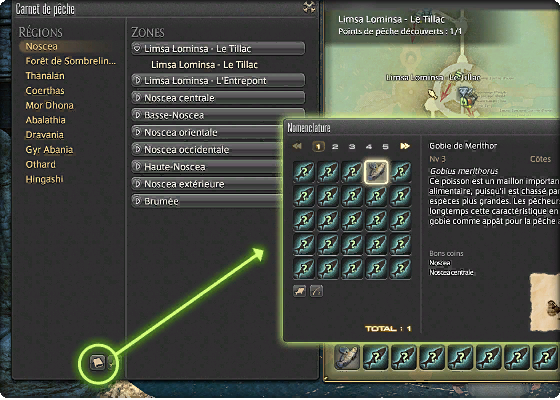 Carnet de pêche
RÉGIONS
Noscea
Forêt de Sombrelin...
Thanalan
Coerthas
Mor Dhona
Abalathia
Dravania
Gyr Abania
Othard
Hingashi
ZONES
Limsa Lominsa - Le Tillac
Limsa Lominsa - Le Tillac
Limsa Lominsa - L'Entrepont
Noscea centrale
Basse-Noscea
Noscea orientale
Noscea occidentale
Haute-Noscea
Noscea extérieure
Brumée
Limsa Lominsa - Le Tillac
Points de pêche découverts : 1/1
Limsa Lominsa - Le Tillac
Nomenclature
1 2 3 4 5
TOTAL : 1
Gobie de Merlthor
Nv 3 Côtes
Gobius merlthorus
Ce poisson est un maillon important
alimentaire, puisqu'il est chassé par
espèces plus grandes. Les pêcheurs
longtemps cette caractéristique en
gobie comme appât pour la pêche a
Bons coins
Noscea
Noscea centrale